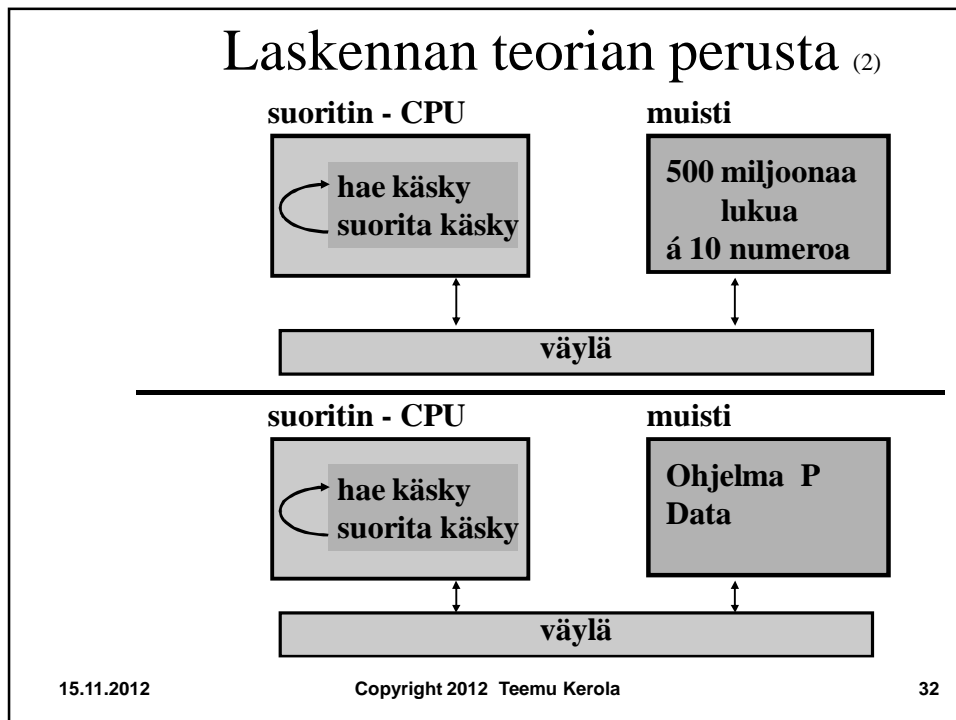 Laskennan teorian perusta (2)
suoritin - CPU
muisti
hae käsky
suorita käsky
500 miljoonaa
lukua
á 10 numeroa
väylä
suoritin - CPU
muisti
hae käsky
suorita käsky
Ohjelma P
Data
väylä
15.11.2012
Copyright 2012 Teemu Kerola
32